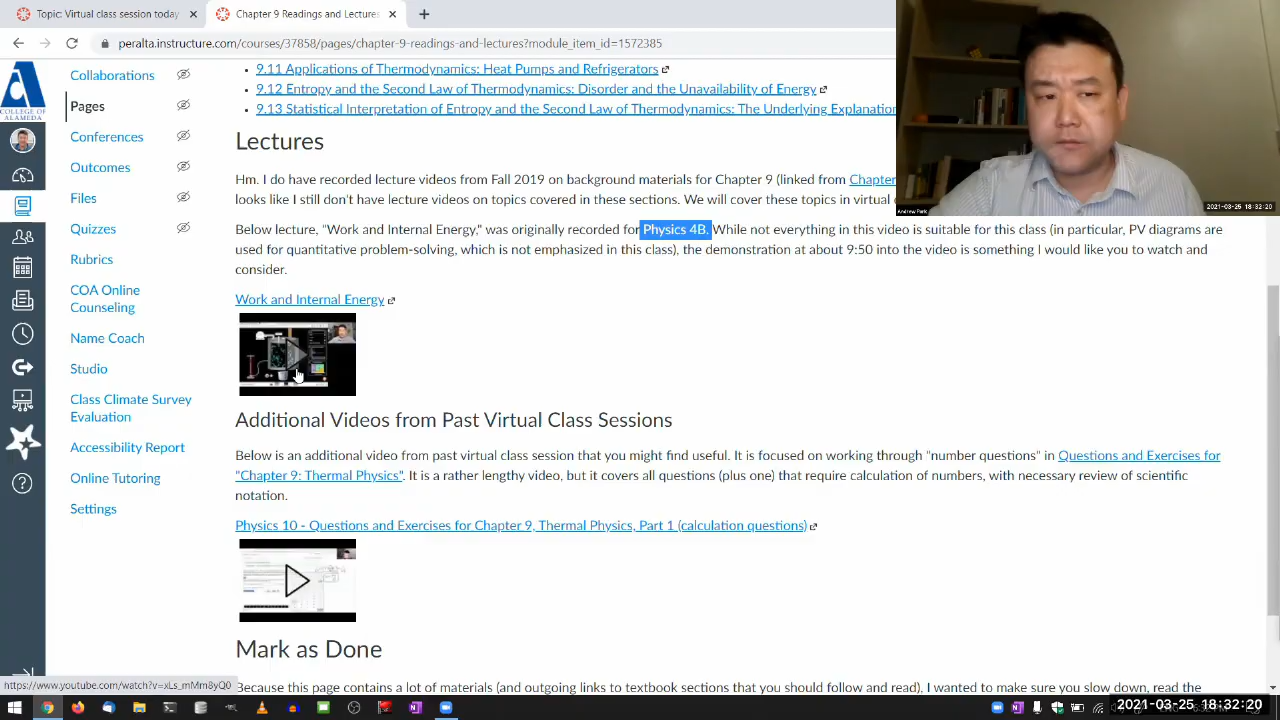 Topic: Virtual class session today
Chapter 9 Readings and Lectures
peralta.instructure.com/courses/37858/pages/chapter-9-readings-and-lectures?module_item_id=1572385
COLLEGE OF
ALAMEDA
Collaborations
Pages
Conferences
Outcomes
Files
Quizzes
Rubrics
COA Online
Counseling
Name Coach
Studio
Class Climate Survey
Evaluation
Accessibility Report
Online Tutoring
Settings
9.11 Applications of Thermodynamics: Heat Pumps and Refrigerators
9.12 Entropy and the Second Law of Thermodynamics: Disorder and the Unavailability of Energy
9.13 Statistical Interpretation of Entropy and the Second Law of Thermodynamics: The Underlying Explanation
Lectures
Hm. I do have recorded lecture videos from Fall 2019 on background materials for Chapter 9 (linked from Chapter
looks like I still don't have lecture videos on topics covered in these sections. We will cover these topics in virtual
Below lecture, "Work and Internal Energy," was originally recorded for Physics 4B. While not everything in this video is suitable for this class (in particular, PV diagrams are
used for quantitative problem-solving, which is not emphasized in this class), the demonstration at about 9:50 into the video is something I would like you to watch and
consider.
Work and Internal Energy
Additional Videos from Past Virtual Class Sessions
Below is an additional video from past virtual class session that you might find useful. It is focused on working through "number questions" in Questions and Exercises for
"Chapter 9: Thermal Physics". It is a rather lengthy video, but it covers all questions (plus one) that require calculation of numbers, with necessary review of scientific
notation.
Physics 10 - Questions and Exercises for Chapter 9, Thermal Physics, Part 1 (calculation questions)
Mark as Done
Because this page contains a lot of materials (and outgoing links to textbook sections that you should follow and read), I wanted to make sure you slow down, read the
https://www.youtube.com/watch?v=xLs_mMm8yQ0
Andrew Park
2021-03-25 18:32:20
2021-03-25 18:32:20